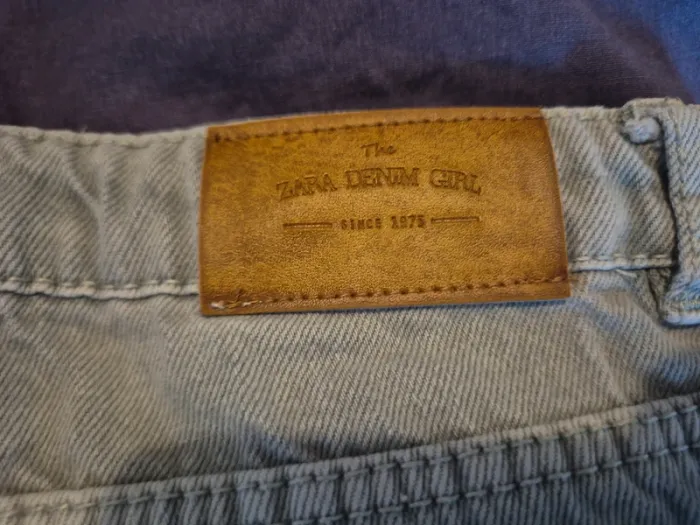 The
ZARA DENIM GIRL
SINCE 1975